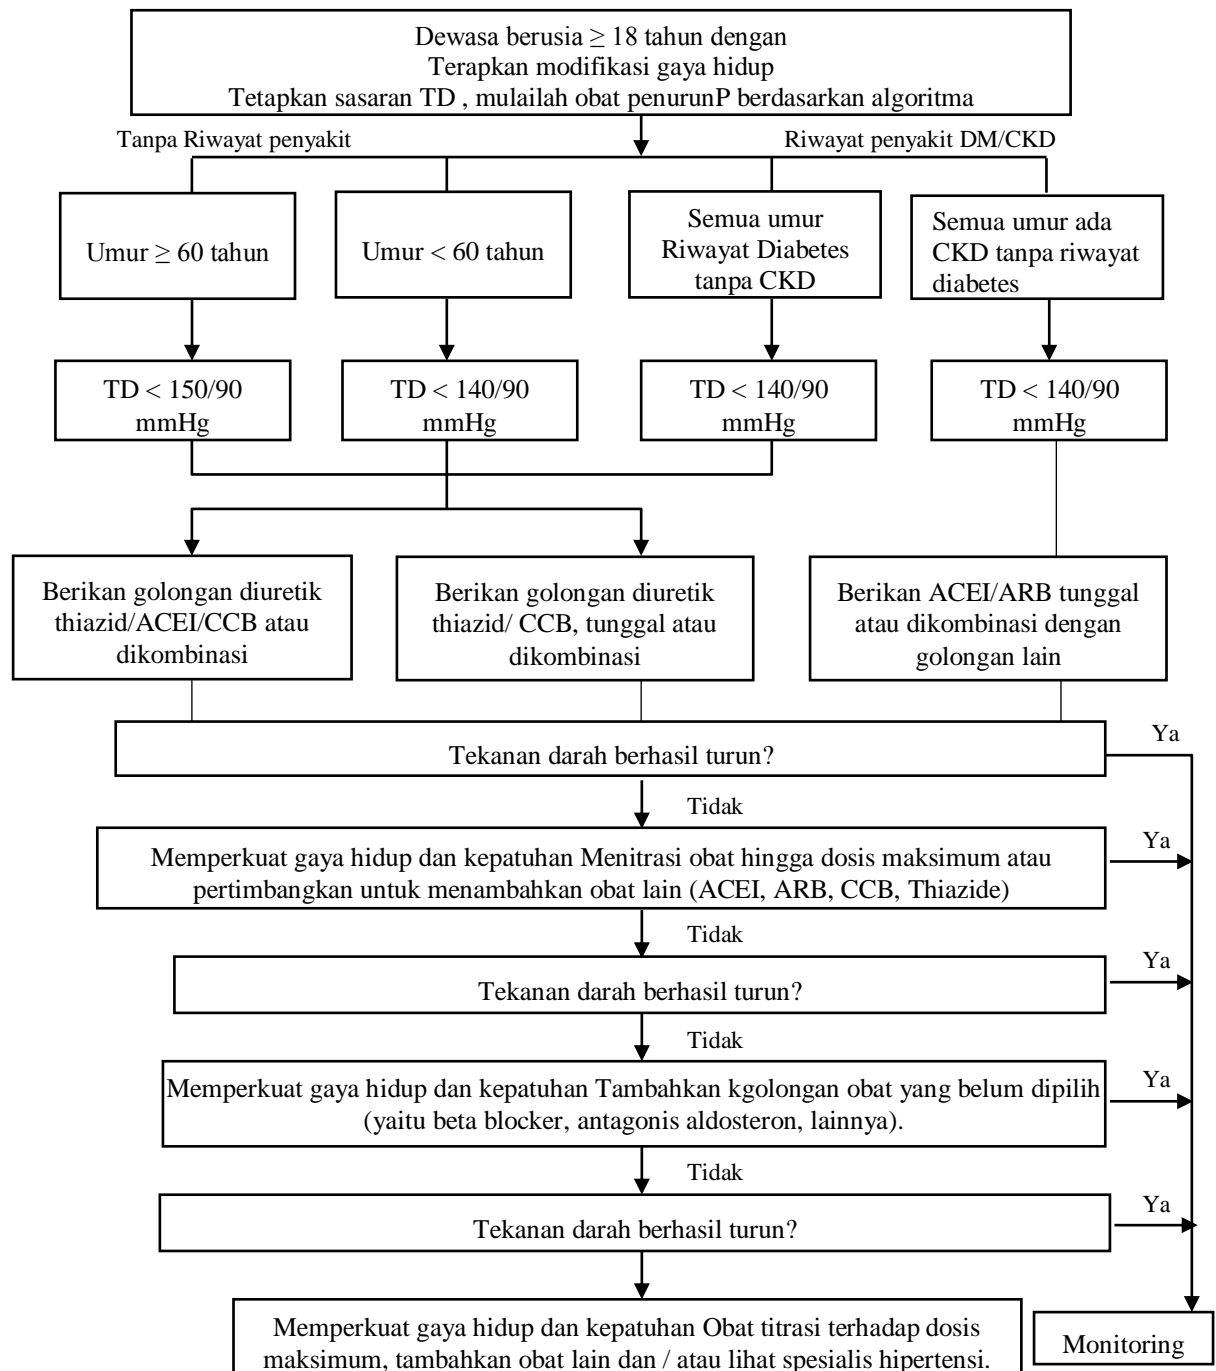 Dewasa berusia ≥ 18 tahun dengan
Terapkan modifikasi gaya hidup
Tetapkan sasaran TD , mulailah obat penurunP berdasarkan algoritma
Tanpa Riwayat penyakit
Riwayat penyakit DM/CKD
Umur ≥ 60 tahun
Umur < 60 tahun
Semua umur
Riwayat Diabetes
tanpa CKD
Semua umur ada
CKD tanpa riwayat
diabetes
TD < 150/90
mmHg
TD < 140/90
mmHg
TD < 140/90
mmHg
TD < 140/90
mmHg
Berikan golongan diuretik
thiazid/ACEI/CCB atau
dikombinasi
Berikan golongan diuretik
thiazid/ CCB, tunggal atau
dikombinasi
Berikan ACEI/ARB tunggal
atau dikombinasi dengan
golongan lain
Tekanan darah berhasil turun?
Ya
Tidak
Memperkuat gaya hidup dan kepatuhan Menitrasi obat hingga dosis maksimum atau
pertimbangkan untuk menambahkan obat lain (ACEI, ARB, CCB, Thiazide)
Ya
Tidak
Tekanan darah berhasil turun?
Ya
Tidak
Memperkuat gaya hidup dan kepatuhan Tambahkan kgolongan obat yang belum dipilih
(yaitu beta blocker, antagonis aldosteron, lainnya).
Ya
Tidak
Tekanan darah berhasil turun?
Ya
Memperkuat gaya hidup dan kepatuhan Obat titrasi terhadap dosis
maksimum, tambahkan obat lain dan / atau lihat spesialis hipertensi.
Monitoring